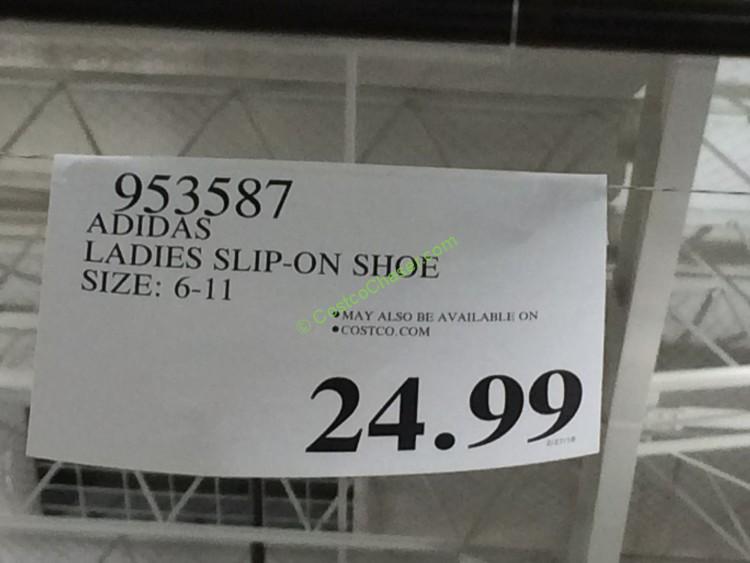 953587
ADIDAS
LADIES SLIP-ON SHOE
SIZE: 6-11
© CostcoChaser.com
•MAY ALSO BE AVAILABLE ON
•COSTCO.COM
24.99